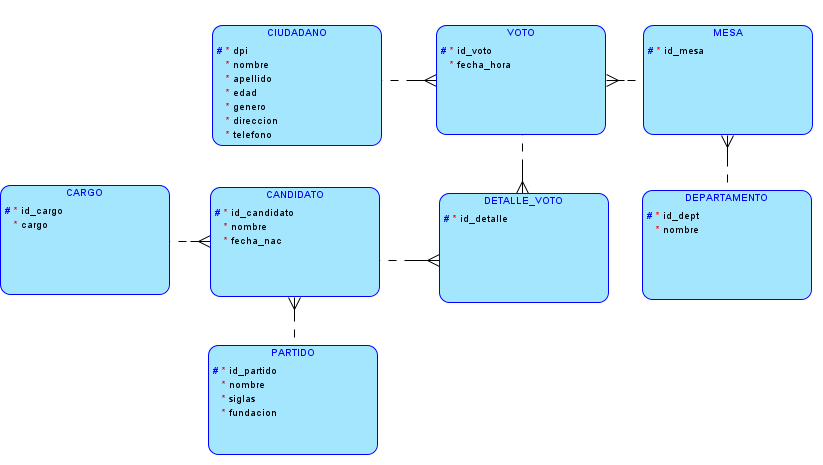 CIUDADANO
# * dpi
* nombre
* apellido
* edad
* genero
* direccion
* telefono
VOTO
# * id_voto
* fecha_hora
MESA
# * id_mesa
CARGO
# * id_cargo
* cargo
CANDIDATO
# * id_candidato
* nombre
* fecha_nac
DETALLE_VOTO
# * id_detalle
DEPARTAMENTO
# * id_dept
* nombre
PARTIDO
# * id_partido
* nombre
* siglas
* fundacion